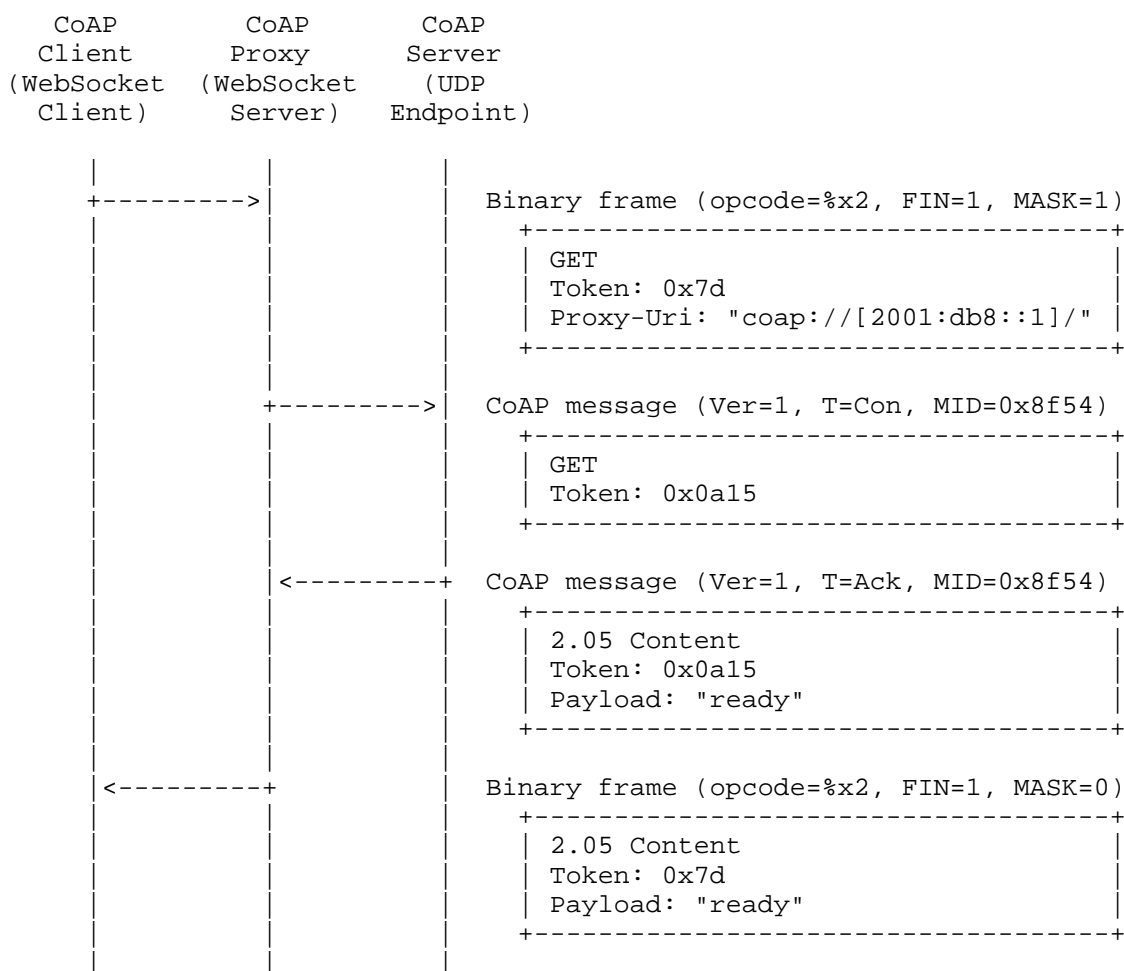 CoAP CoAP CoAP
Client Proxy Server
(WebSocket (WebSocket (UDP
Client) Server) Endpoint)
Binary frame (opcode=%x2, FIN=1, MASK=1)
GET
Token: 0x7d
Proxy-Uri: "coap://[2001:db8::1]/"
CoAP message (Ver=1, T=Con, MID=0x8f54)
GET
Token: 0x0a15
CoAP message (Ver=1, T=Ack, MID=0x8f54)
2.05 Content
Token: 0x0a15
Payload: "ready"
Binary frame (opcode=%x2, FIN=1, MASK=0)
2.05 Content
Token: 0x7d
Payload: "ready"